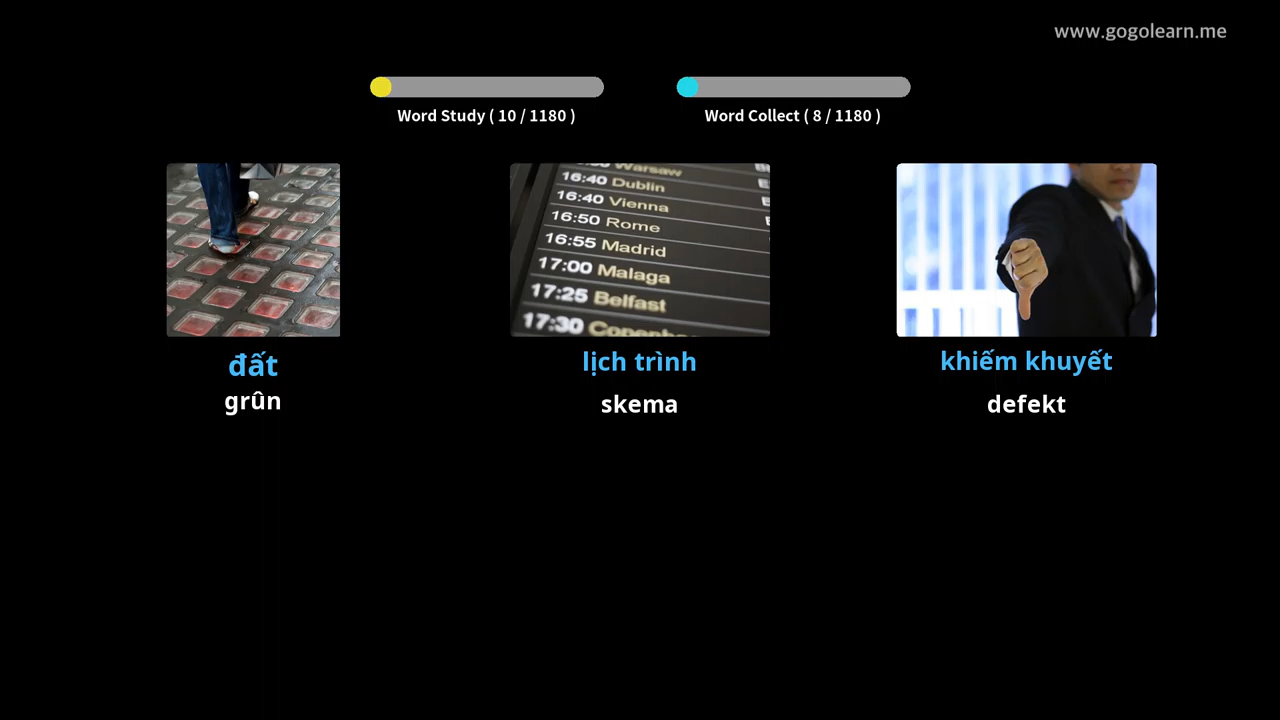 www.gogolearn.me
Word Study ( 10 / 1180 )
Word Collect ( 8 / 1180 )
Warsaw
16:40 Dublin
16:40 Vienna
16:50 Rome
16:55 Madrid
17:00 Malaga
17:25 Belfast
17:30
đất
lịch trình
khiếm khuyết
grûn
skema
defekt